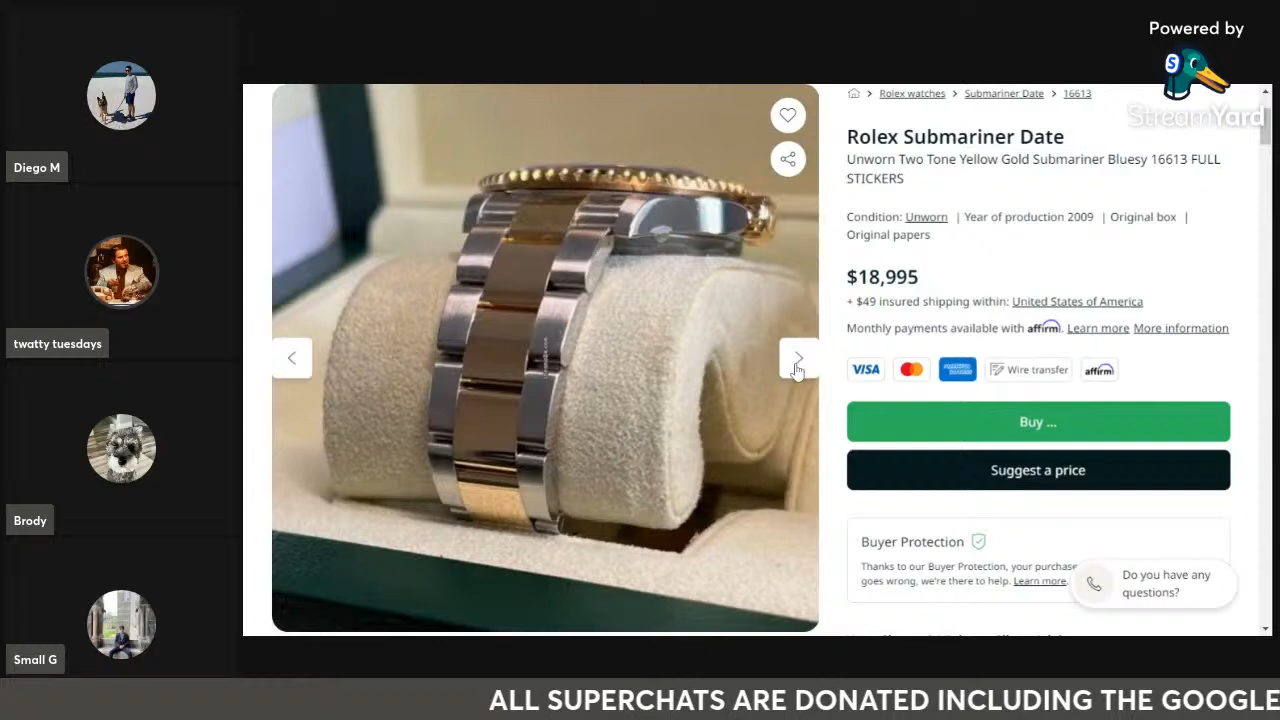 Powered by
S
StreamYard
Diego M
twatty tuesdays
Brody
Small G
Rolex watches > Submariner Date > 16613
Rolex Submariner Date
Unworn Two Tone Yellow Gold Submariner Bluesy 16613 FULL
STICKERS
Condition: Unworn | Year of production 2009 | Original box |
Original papers
$18,995
+ $49 insured shipping within: United States of America
Monthly payments available with affirm. Learn more More information
VISA
Wire transfer
affirm
Buy ...
Suggest a price
Buyer Protection
Thanks to our Buyer Protection, your purchase
goes wrong, we're there to help. Learn more.
Do you have any
questions?
ALL SUPERCHATS ARE DONATED INCLUDING THE GOOGLE